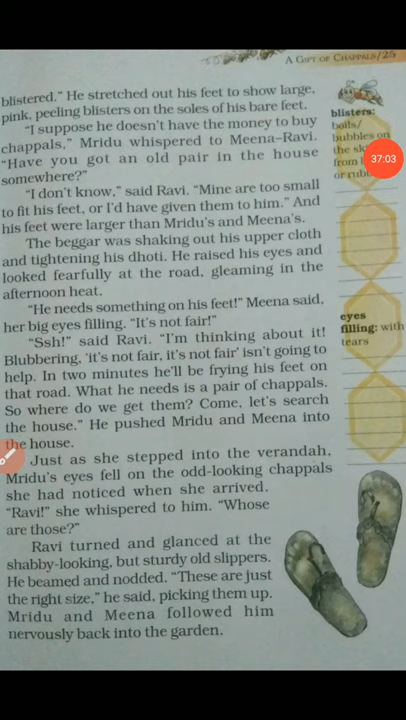 A GIFT OF CHAPPALS/25
blistered.” He stretched out his feet to show large,
pink, peeling blisters on the soles of his bare feet.
“I suppose he doesn’t have the money to buy
chappals,” Mridu whispered to Meena–Ravi.
“Have you got an old pair in the house
somewhere?”
“I don’t know,” said Ravi. “Mine are too small
to fit his feet, or I’d have given them to him.” And
his feet were larger than Mridu’s and Meena’s.
The beggar was shaking out his upper cloth
and tightening his dhoti. He raised his eyes and
looked fearfully at the road, gleaming in the
afternoon heat.
“He needs something on his feet!” Meena said,
her big eyes filling. “It’s not fair!”
“Ssh!” said Ravi. “I’m thinking about it!
Blubbering, ‘it’s not fair, it’s not fair’ isn’t going to
help. In two minutes he’ll be frying his feet on
that road. What he needs is a pair of chappals.
So where do we get them? Come, let’s search
the house.” He pushed Mridu and Meena into
the house.
Just as she stepped into the verandah,
Mridu’s eyes fell on the odd-looking chappals
she had noticed when she arrived.
“Ravi!” she whispered to him. “Whose
are those?”
Ravi turned and glanced at the
shabby-looking, but sturdy old slippers.
He beamed and nodded. “These are just
the right size,” he said, picking them up.
Mridu and Meena followed him
nervously back into the garden.
blisters:
boils/
bubbles on
the
from
or
37:03
eyes
filling: with
tears